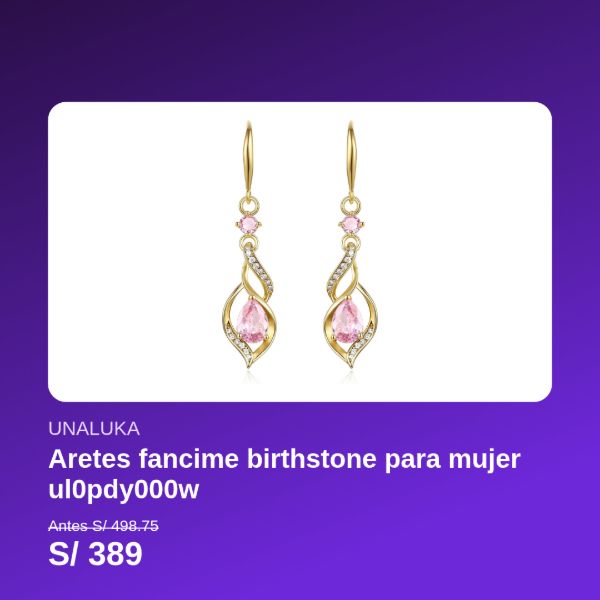 UNALUKA
Aretes fancime birthstone para mujer
ul0pdy000w
Antes S/ 498.75
S/ 389